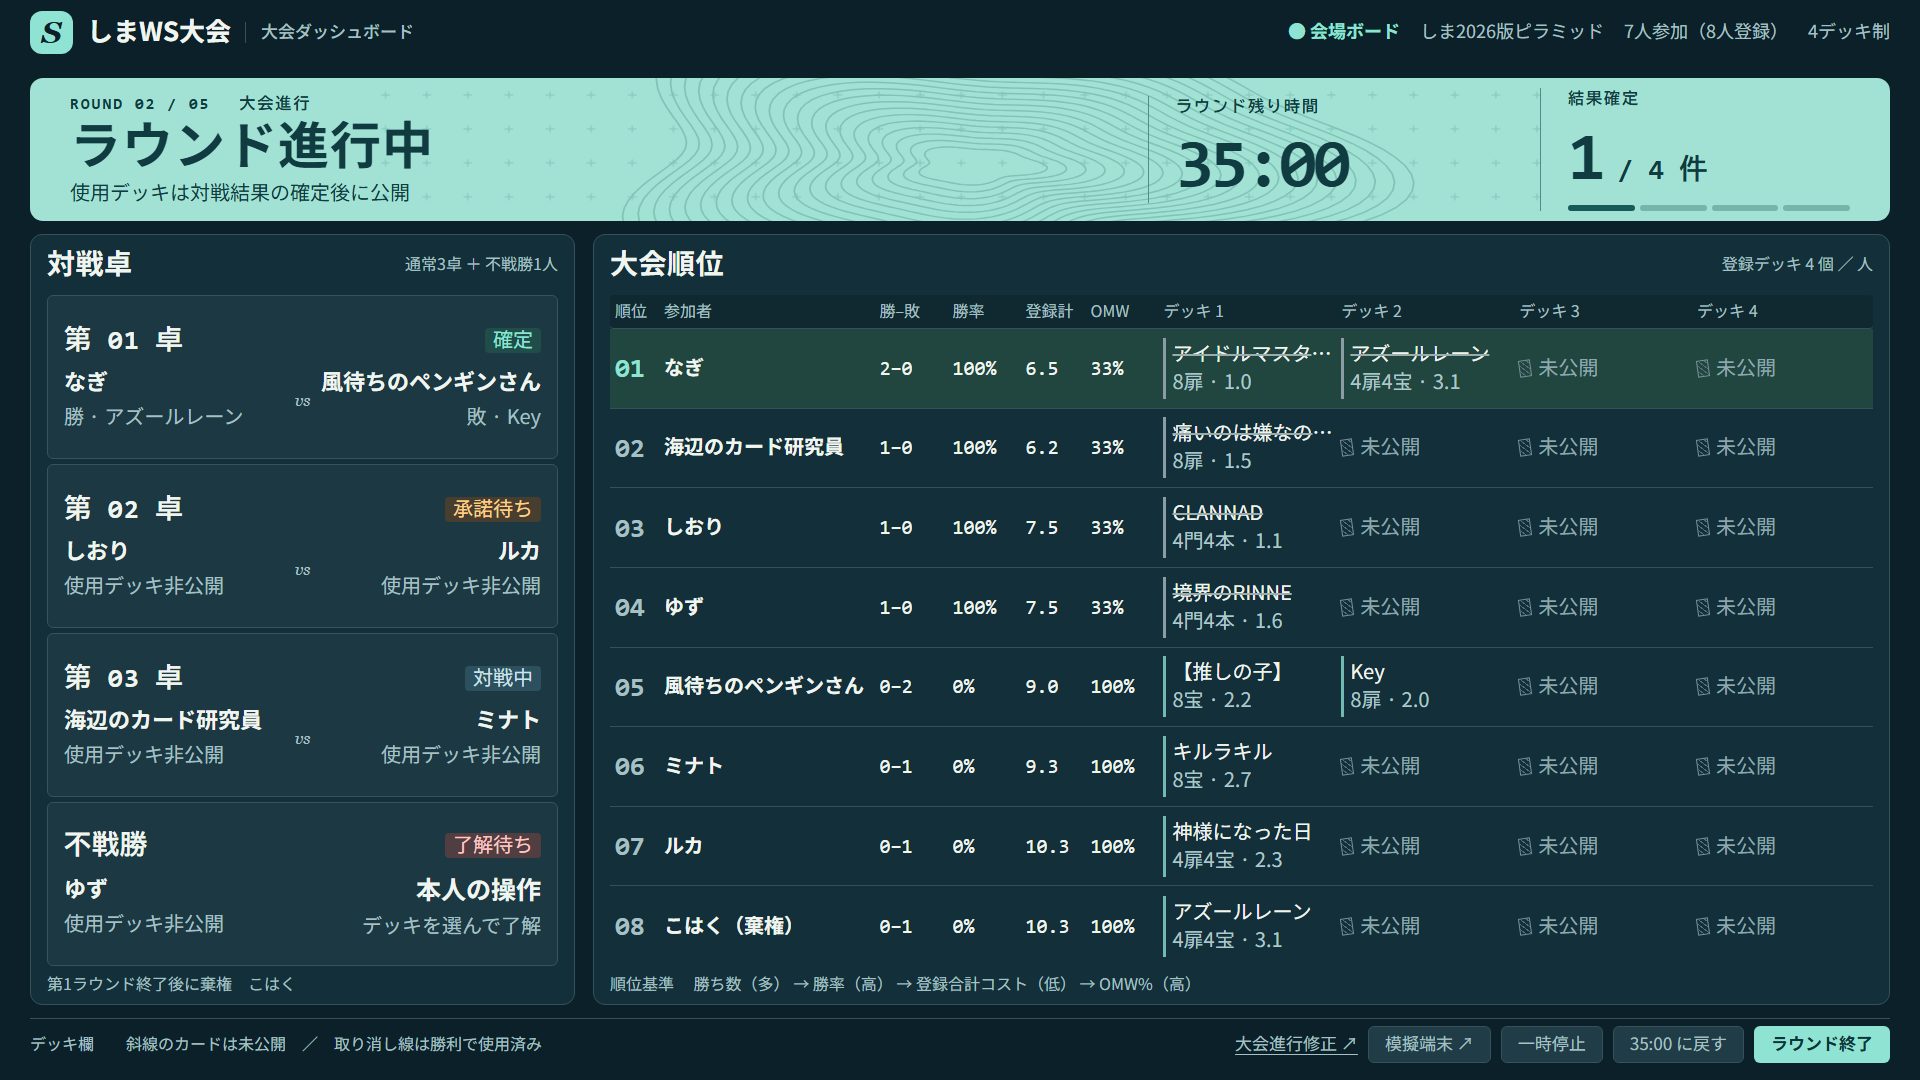 S しまWS大会 大会ダッシュボード
会場ボード しま2026版ピラミッド 7人参加（8人登録） 4デッキ制
ROUND 02 / 05 大会進行
ラウンド進行中
使用デッキは対戦結果の確定後に公開
ラウンド残り時間
35:00
結果確定
1 / 4 件
対戦卓 通常3卓 ＋ 不戦勝1人
第 01 卓 確定
なぎ vs 風待ちのペンギンさん
勝 · アズールレーン 敗 · Key
第 02 卓 承諾待ち
しおり vs ルカ
使用デッキ非公開 使用デッキ非公開
第 03 卓 対戦中
海辺のカード研究員 vs ミナト
使用デッキ非公開 使用デッキ非公開
不戦勝 了解待ち
ゆず 本人の操作
使用デッキ非公開 デッキを選んで了解
第1ラウンド終了後に棄権 こはく
大会順位 登録デッキ 4 個 ／ 人
順位 参加者 勝–敗 勝率 登録計 OMW デッキ 1 デッキ 2 デッキ 3 デッキ 4
01 なぎ 2–0 100% 6.5 33% アイドルマスタ… 8扉 · 1.0 アズールレーン 4扉4宝 · 3.1 未公開 未公開
02 海辺のカード研究員 1–0 100% 6.2 33% 痛いのは嫌なの… 8扉 · 1.5 未公開 未公開 未公開
03 しおり 1–0 100% 7.5 33% CLANNAD 4門4本 · 1.1 未公開 未公開 未公開
04 ゆず 1–0 100% 7.5 33% 境界のRINNE 4門4本 · 1.6 未公開 未公開 未公開
05 風待ちのペンギンさん 0–2 0% 9.0 100% 【推しの子】 8宝 · 2.2 Key 8扉 · 2.0 未公開 未公開
06 ミナト 0–1 0% 9.3 100% キルラキル 8宝 · 2.7 未公開 未公開 未公開
07 ルカ 0–1 0% 10.3 100% 神様になった日 4扉4宝 · 2.3 未公開 未公開 未公開
08 こはく（棄権） 0–1 0% 10.3 100% アズールレーン 4扉4宝 · 3.1 未公開 未公開 未公開
順位基準 勝ち数（多）→ 勝率（高）→ 登録合計コスト（低）→ OMW%（高）
デッキ欄 斜線のカードは未公開 ／ 取り消し線は勝利で使用済み
大会進行修正 ↗ 模擬端末 ↗ 一時停止 35:00 に戻す ラウンド終了